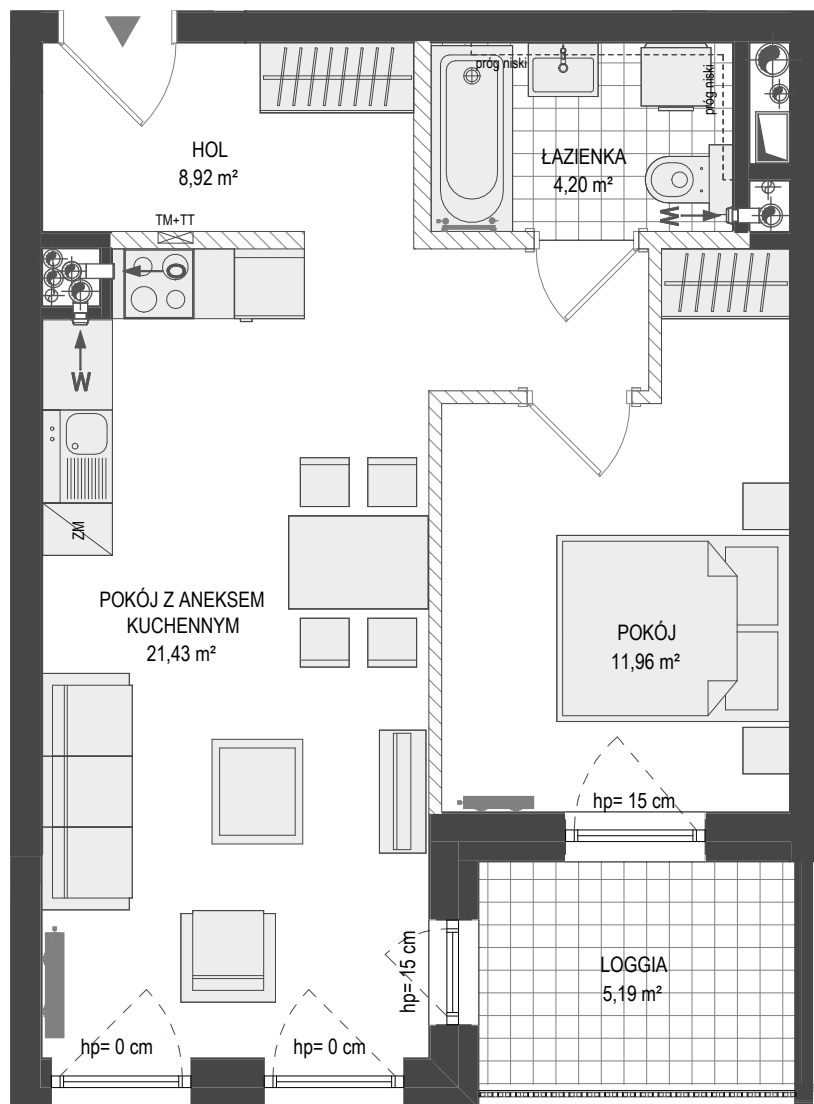 próg niski
próg niski
HOL
8,92 m²
ŁAZIENKA
4,20 m²
TM+TT
W
O
W
ZM
POKÓJ Z ANEKSEM
KUCHENNYM
21,43 m²
POKÓJ
11,96 m²
hp= 15 cm
hp= 15 cm
LOGGIA
5,19 m²
hp= 0 cm
hp= 0 cm